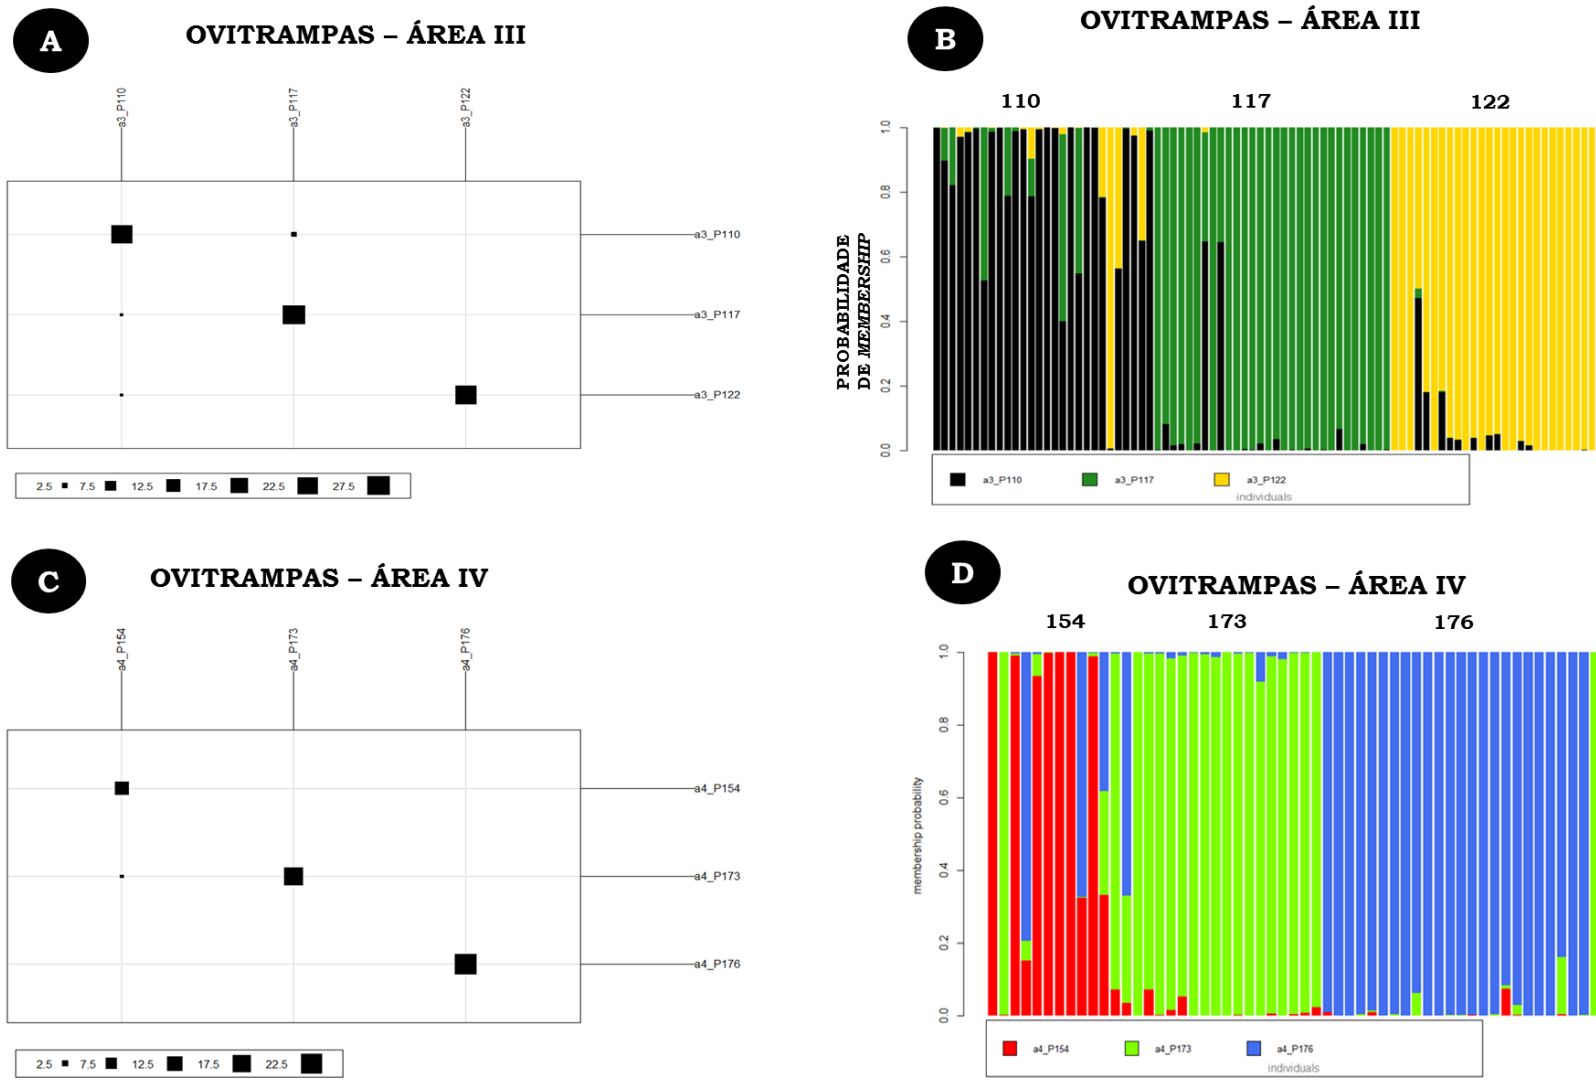 A
OVITRAMPAS – ÁREA III
a3_P110
a3_P117
a3_P122
a3_P110
a3_P117
a3_P122
2.5 7.5 12.5 17.5 22.5 27.5
B
OVITRAMPAS – ÁREA III
110 117 122
PROBABILIDADE
DE MEMBERSHIP
1.0
0.8
0.6
0.4
0.2
0.0
a3_P110 a3_P117 a3_P122
individuals
C
OVITRAMPAS – ÁREA IV
a4_P154
a4_P173
a4_P176
a4_P154
a4_P173
a4_P176
2.5 7.5 12.5 17.5 22.5
D
OVITRAMPAS – ÁREA IV
154 173 176
membership probability
1.0
0.8
0.6
0.4
0.2
0.0
a4_P154 a4_P173 a4_P176
individuals